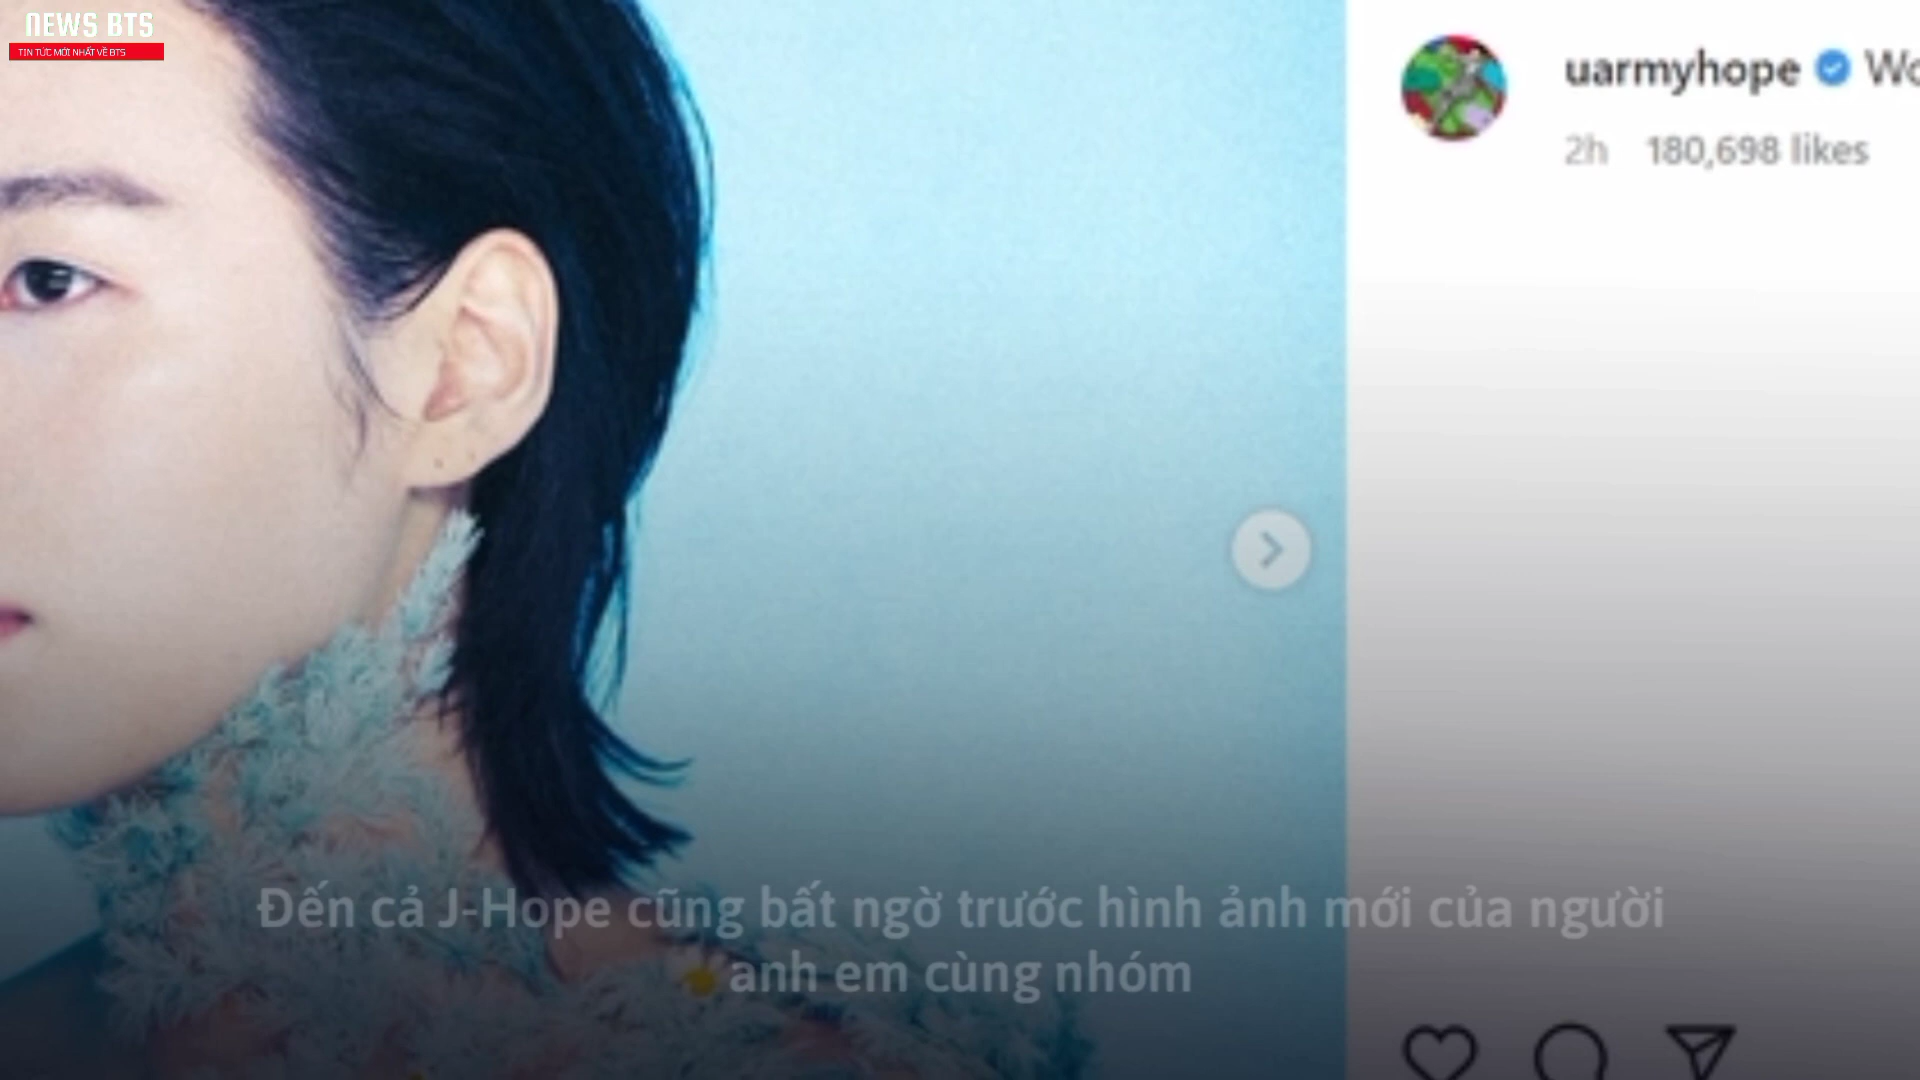 NEWS BTS
TIN TỨC MỚI NHẤT VỀ BTS
uarmyhope Wo
2h 180,698 likes
Đến cả J-Hope cũng bất ngờ trước hình ảnh mới của người
anh em cùng nhóm